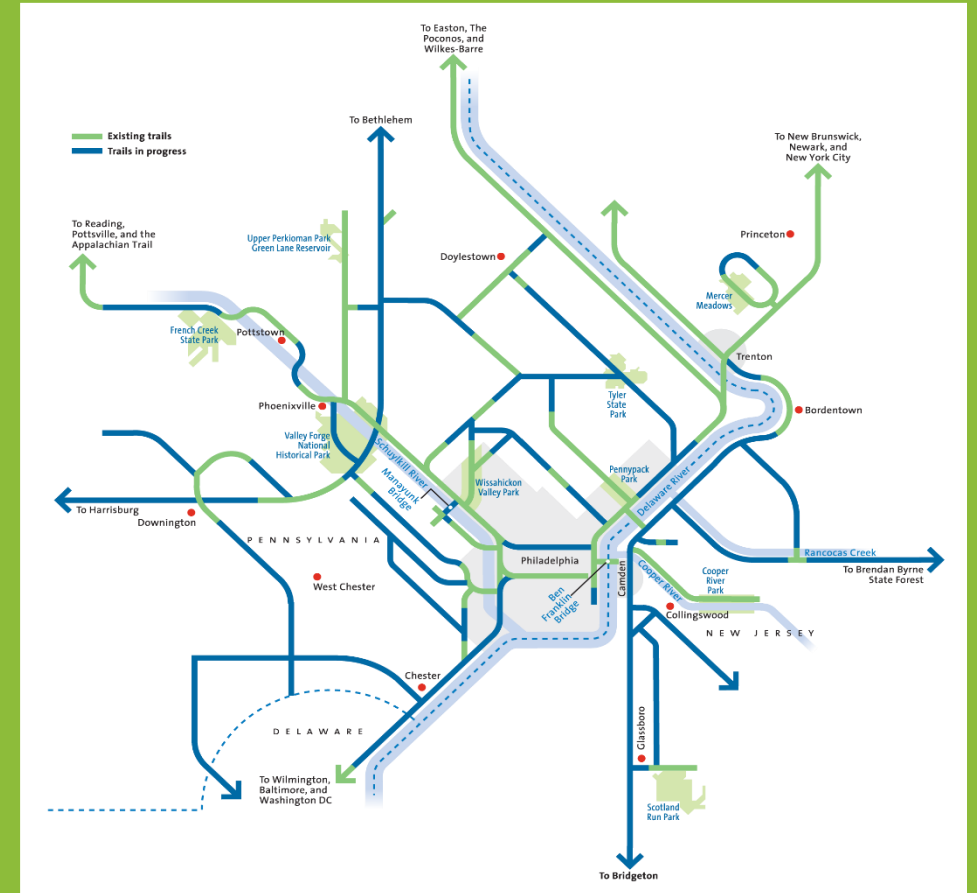 To Easton, The
Poconos, and
Wilkes-Barre
To Bethlehem
Existing trails
Trails in progress
To New Brunswick,
Newark, and
New York City
To Reading,
Pottsville, and the
Appalachian Trail
Upper Perkioman Park
Green Lane Reservoir
Princeton
Doylestown
Mercer
Meadows
French Creek
State Park
Pottstown
Trenton
Tyler
State
Park
Phoenixville
Bordentown
Valley Forge
National
Historical Park
Schuylkill River
Manayunk
Bridge
Wissahickon
Valley Park
Pennypack
Park
Delaware River
To Harrisburg
Downington
PENNSYLVANIA
Philadelphia
Camden
Rancocas Creek
To Brendan Byrne
State Forest
West Chester
Ben
Franklin
Bridge
Cooper River
Cooper
River
Park
Collingswood
NEW JERSEY
Chester
DELAWARE
Glassboro
To Wilmington,
Baltimore, and
Washington DC
Scotland
Run Park
To Bridgeton